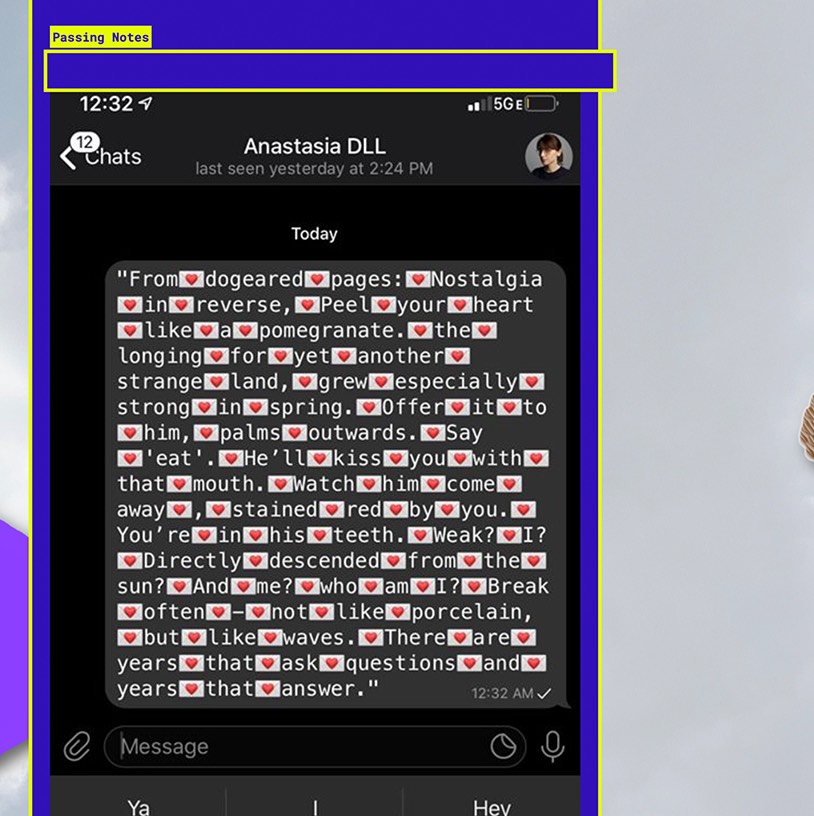 Passing Notes
12:32
5G E
12
Chats
Anastasia DLL
last seen yesterday at 2:24 PM
Today
"From💌dogeared💌pages:💌Nostalgia
💌in💌reverse,💌Peel💌your💌heart
💌like💌a💌pomegranate.💌the💌
longing💌for💌yet💌another💌
strange💌land,💌grew💌especially💌
strong💌in💌spring.💌Offer💌it💌to
💌him,💌palms💌outwards.💌Say
💌'eat'.💌He’ll💌kiss💌you💌with💌
that💌mouth.💌Watch💌him💌come💌
away💌,💌stained💌red💌by💌you.💌
You’re💌in💌his💌teeth.💌Weak?💌I?
💌Directly💌descended💌from💌the💌
sun?💌And💌me?💌who💌am💌I?💌Break
💌often💌–💌not💌like💌porcelain,
💌but💌like💌waves.💌There💌are💌
years💌that💌ask💌questions💌and💌
years💌that💌answer."
12:32 AM
Message
Ya
I
Hey